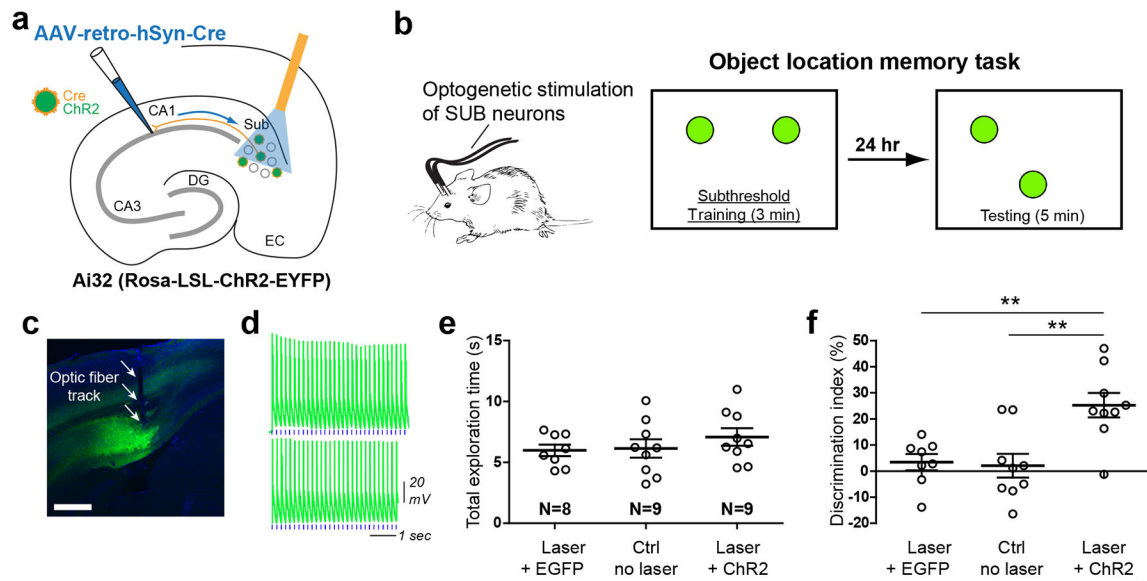 a
AAV-retro-hSyn-Cre
Cre
ChR2
CA1
Sub
DG
CA3
EC
Ai32 (Rosa-LSL-ChR2-EYFP)
b
Optogenetic stimulation
of SUB neurons
Object location memory task
Subthreshold
Training (3 min)
24 hr
Testing (5 min)
c
Optic fiber
track
d
20
mV
1 sec
e
Total exploration time (s)
15
10
5
0
N=8
N=9
N=9
Laser
+ EGFP
Ctrl
no laser
Laser
+ ChR2
f
**
**
Discrimination index (%)
50
40
30
20
10
0
-10
-20
Laser
+ EGFP
Ctrl
no laser
Laser
+ ChR2